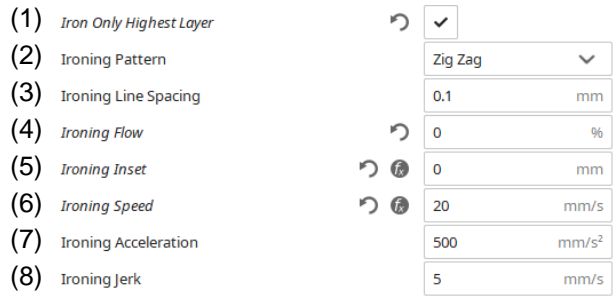 (1) Iron Only Highest Layer
(2) Ironing Pattern Zig Zag
(3) Ironing Line Spacing 0.1 mm
(4) Ironing Flow 0 %
(5) Ironing Inset fx 0 mm
(6) Ironing Speed fx 20 mm/s
(7) Ironing Acceleration 500 mm/s²
(8) Ironing Jerk 5 mm/s